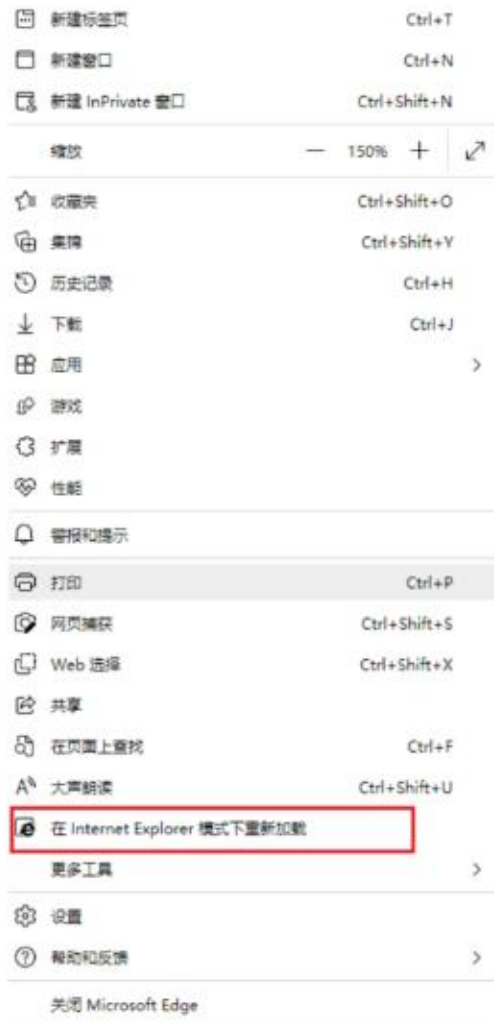 新建标签页 Ctrl+T
新建窗口 Ctrl+N
新建 InPrivate 窗口 Ctrl+Shift+N
缩放 — 150% +
收藏夹 Ctrl+Shift+O
集锦 Ctrl+Shift+Y
历史记录 Ctrl+H
下载 Ctrl+J
应用
游戏
扩展
性能
警报和提示
打印 Ctrl+P
网页捕获 Ctrl+Shift+S
Web 选择 Ctrl+Shift+X
共享
在页面上查找 Ctrl+F
大声朗读 Ctrl+Shift+U
在 Internet Explorer 模式下重新加载
更多工具
设置
帮助和反馈
关闭 Microsoft Edge